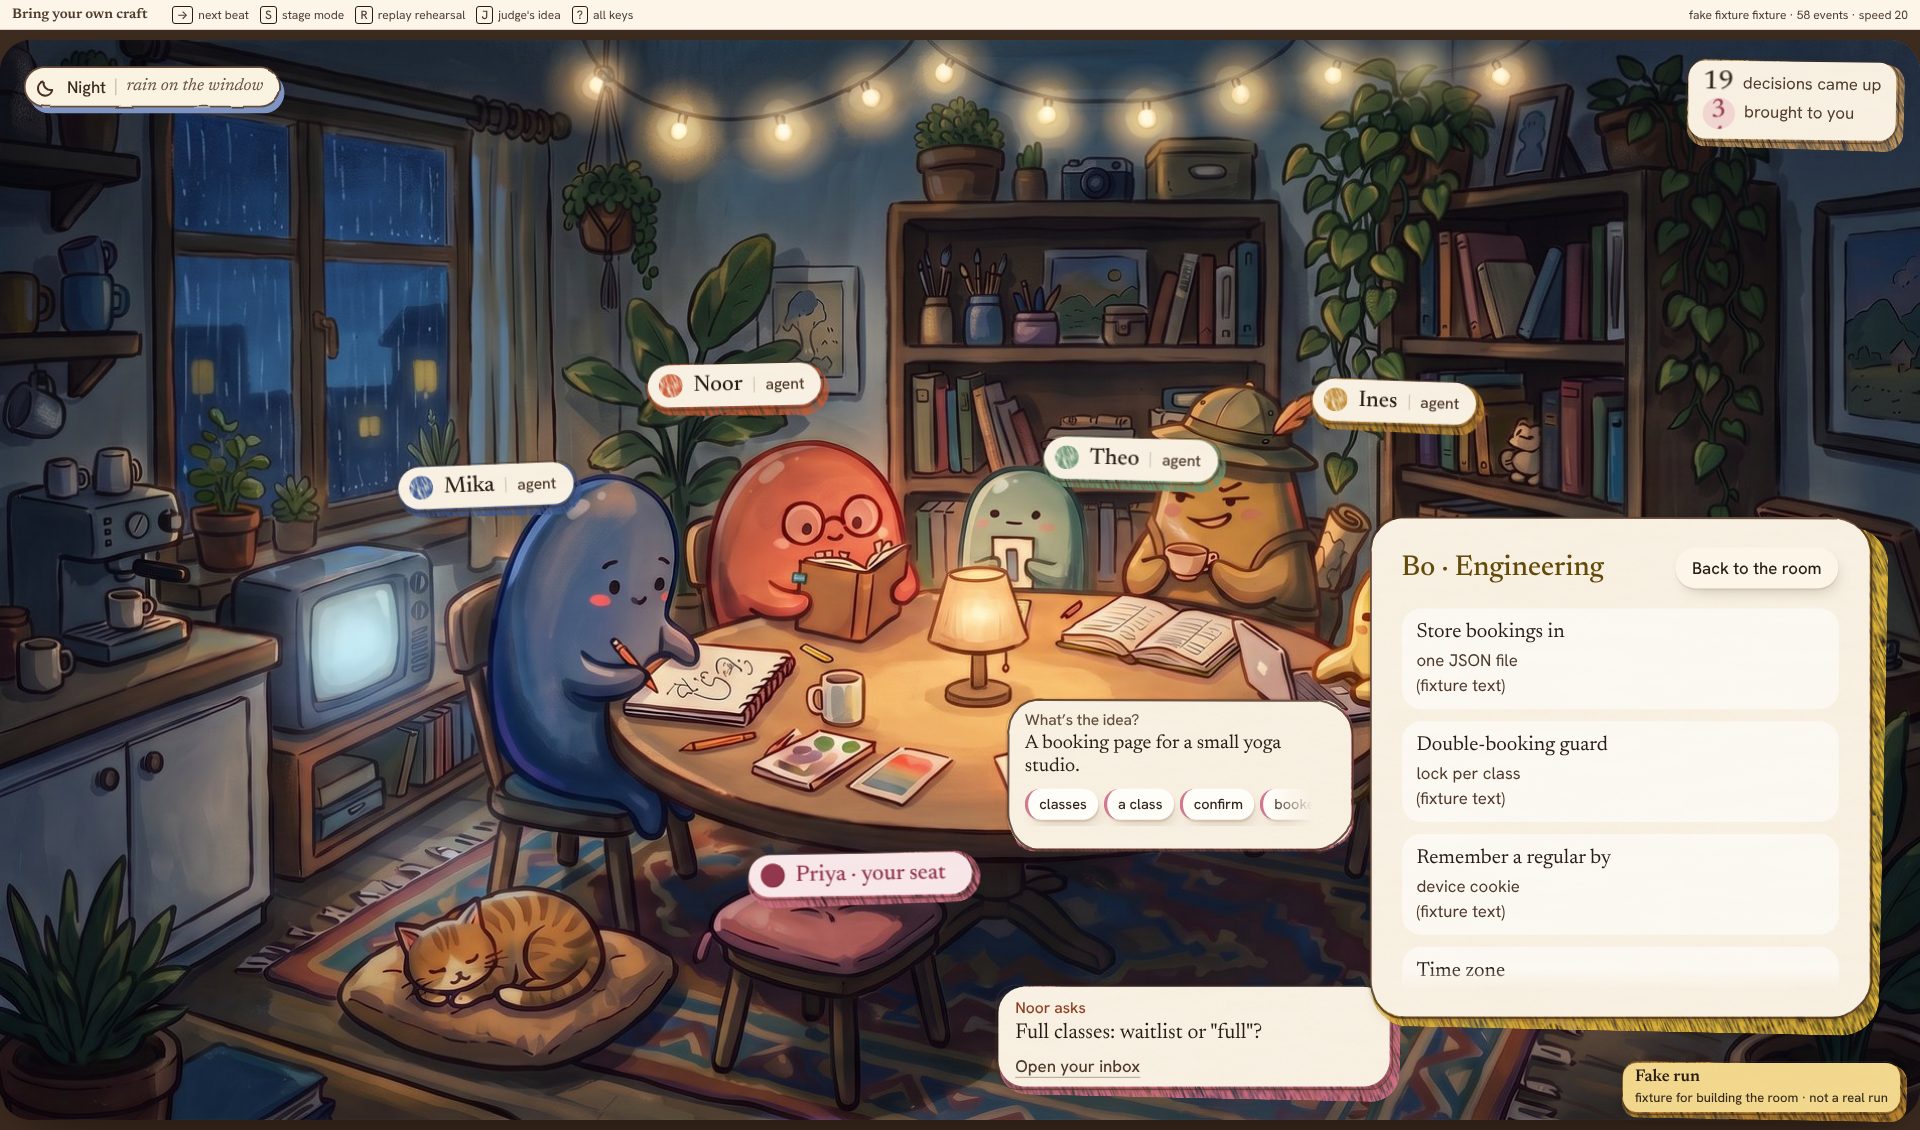 Bring your own craft
→ next beat S stage mode R replay rehearsal J judge's idea ? all keys
fake fixture fixture · 58 events · speed 20
Night rain on the window
19 decisions came up
3 brought to you
Noor agent
Ines agent
Theo agent
Mika agent
Bo · Engineering
Back to the room
Store bookings in
one JSON file
(fixture text)
Double-booking guard
lock per class
(fixture text)
Remember a regular by
device cookie
(fixture text)
Time zone
What's the idea?
A booking page for a small yoga
studio.
classes a class confirm
Priya · your seat
Noor asks
Full classes: waitlist or "full"?
Open your inbox
Fake run
fixture for building the room · not a real run